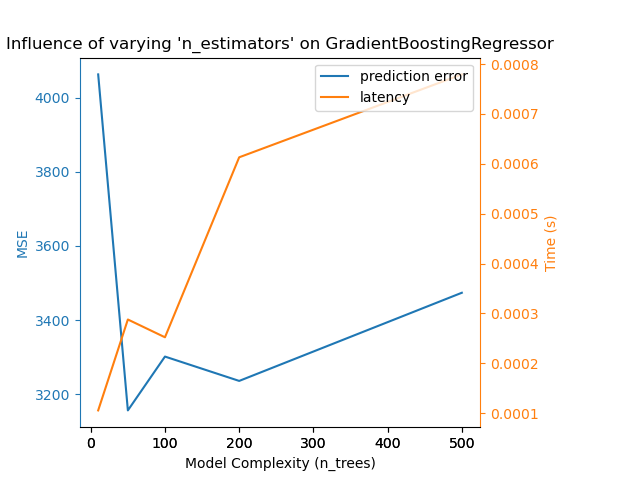 Influence of varying 'n_estimators' on GradientBoostingRegressor
prediction error
latency
4000
3800
3600
3400
3200
MSE
0.0008
0.0007
0.0006
0.0005
0.0004
0.0003
0.0002
0.0001
Time (s)
0 100 200 300 400 500
Model Complexity (n_trees)